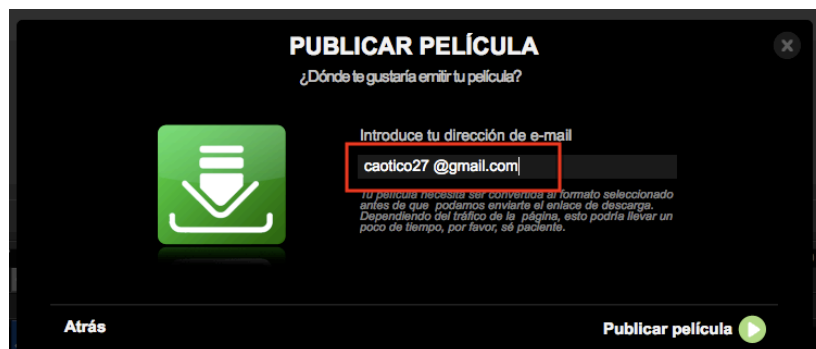 PUBLICAR PELÍCULA
¿Dónde te gustaría emitir tu película?
Introduce tu dirección de e-mail
caotico27 @gmail.com
Tu película necesita ser convertida al formato seleccionado
antes de que podamos enviarte el enlace de descarga.
Dependiendo del tráfico de la página, esto podría llevar un
poco de tiempo, por favor, sé paciente.
Atrás
Publicar película